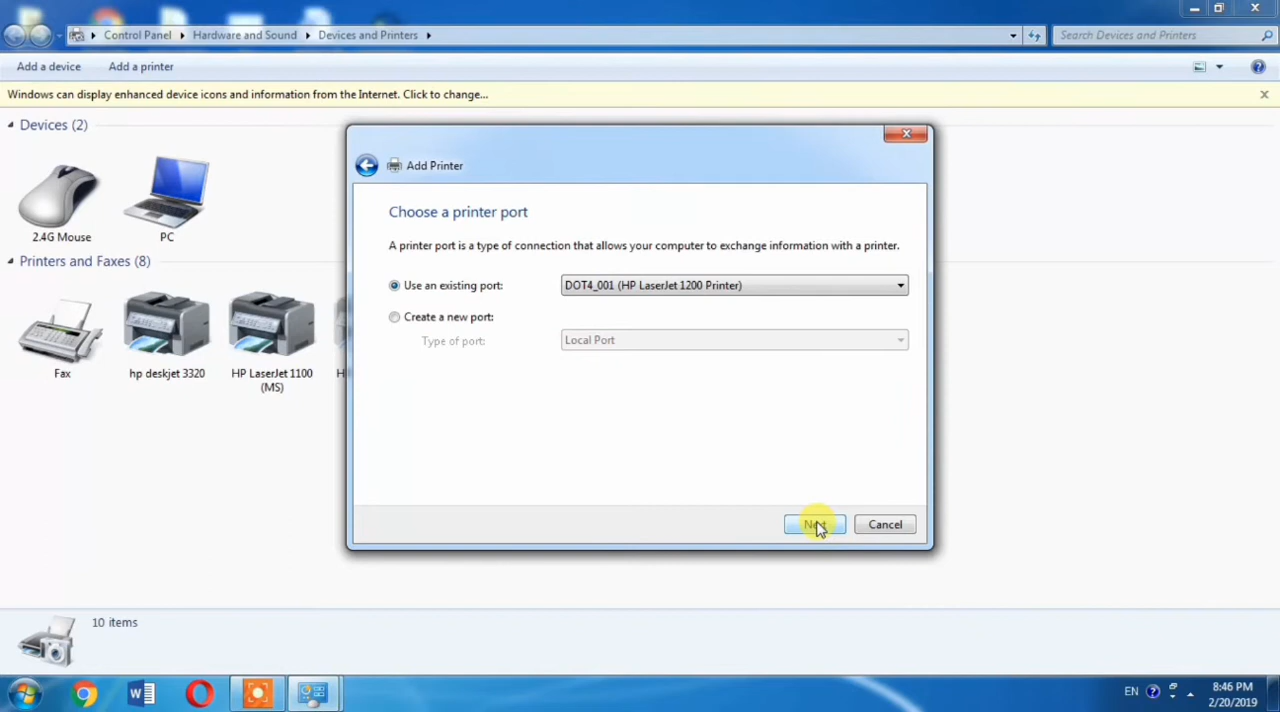 Control Panel Hardware and Sound Devices and Printers Search Devices and Printers
Add a device Add a printer
Windows can display enhanced device icons and information from the Internet. Click to change...
Devices (2)
2.4G Mouse
PC
Printers and Faxes (8)
Fax
hp deskjet 3320
HP LaserJet 1100
(MS)
Add Printer
Choose a printer port
A printer port is a type of connection that allows your computer to exchange information with a printer.
Use an existing port: DOT4_001 (HP LaserJet 1200 Printer)
Create a new port:
Type of port: Local Port
Cancel
10 items
EN
8:46 PM
2/20/2019